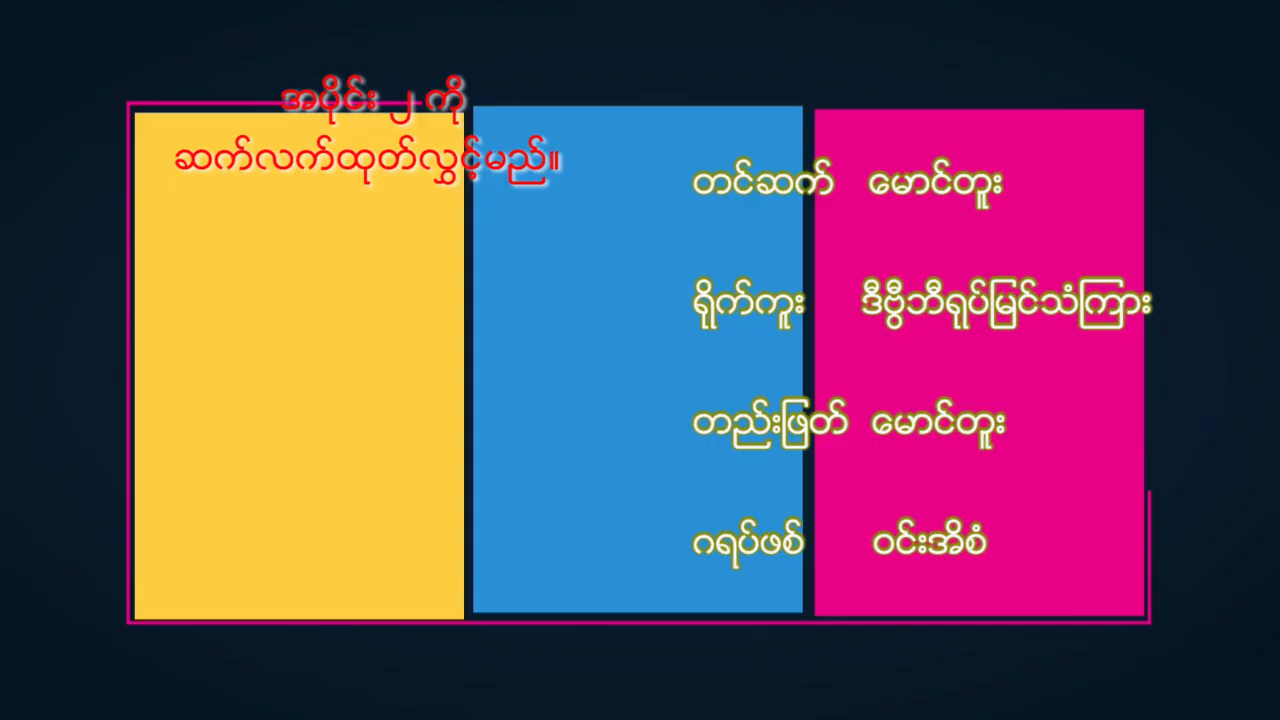 အပိုင်း ၂ ကို
ဆက်လက်ထုတ်လွှင့်မည်။
တင်ဆက် မောင်တူး
ရိုက်ကူး ဒီဗွီဘီရုပ်မြင်သံကြား
တည်းဖြတ် မောင်တူး
ဂရပ်ဖစ် ဝင်းအိစံ